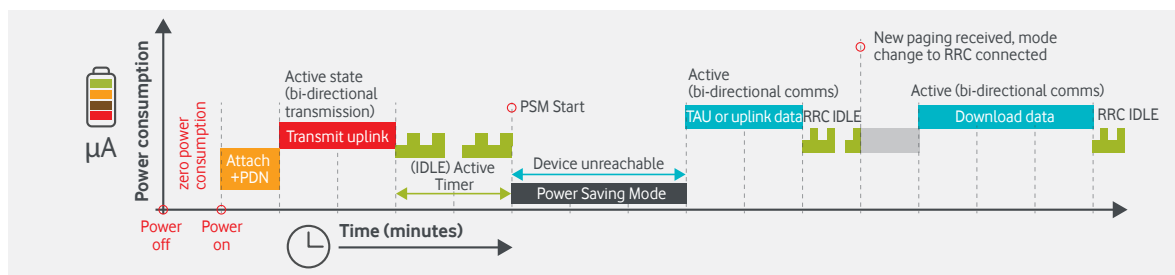 Power consumption
µA
zero power
consumption
Power
off
Power
on
Attach
+PDN
Active state
(bi-directional
transmission)
Transmit uplink
(IDLE) Active
Timer
PSM Start
Device unreachable
Power Saving Mode
Active
(bi-directional comms)
TAU or uplink data
RRC IDLE
New paging received, mode
change to RRC connected
Active (bi-directional comms)
Download data
RRC IDLE
Time (minutes)